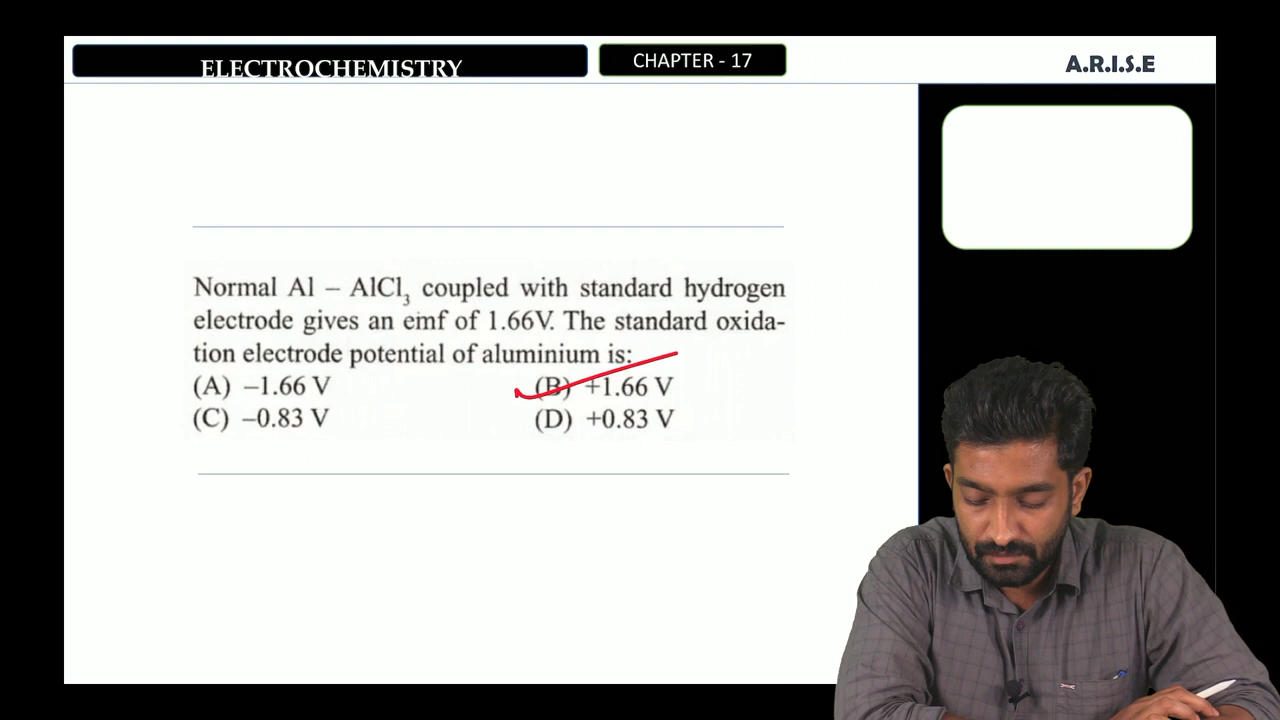 ELECTROCHEMISTRY
CHAPTER - 17
A.R.I.S.E
Normal Al – AlCl₃ coupled with standard hydrogen
electrode gives an emf of 1.66V. The standard oxida-
tion electrode potential of aluminium is:
(A) –1.66 V (B) +1.66 V
(C) –0.83 V (D) +0.83 V